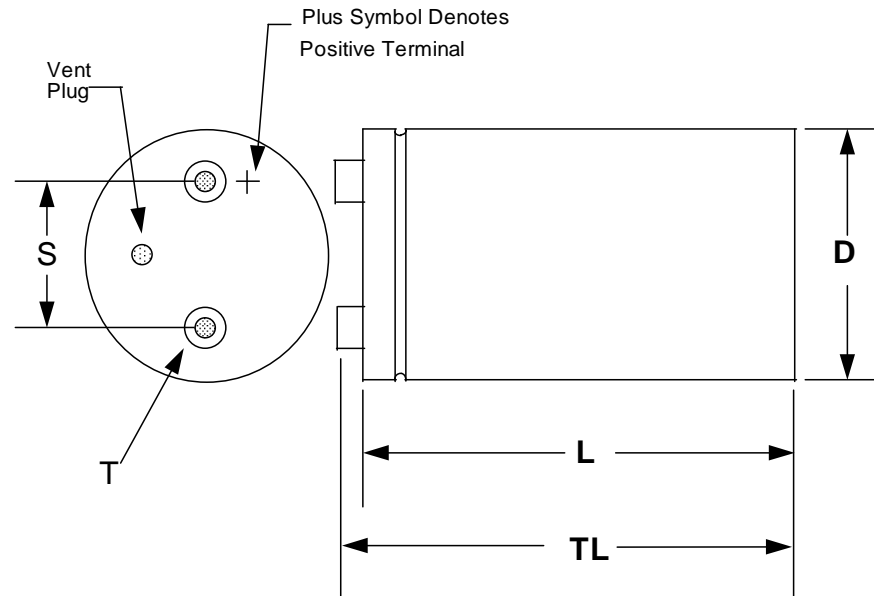 Plus Symbol Denotes
Positive Terminal
Vent
Plug
S
D
T
L
TL